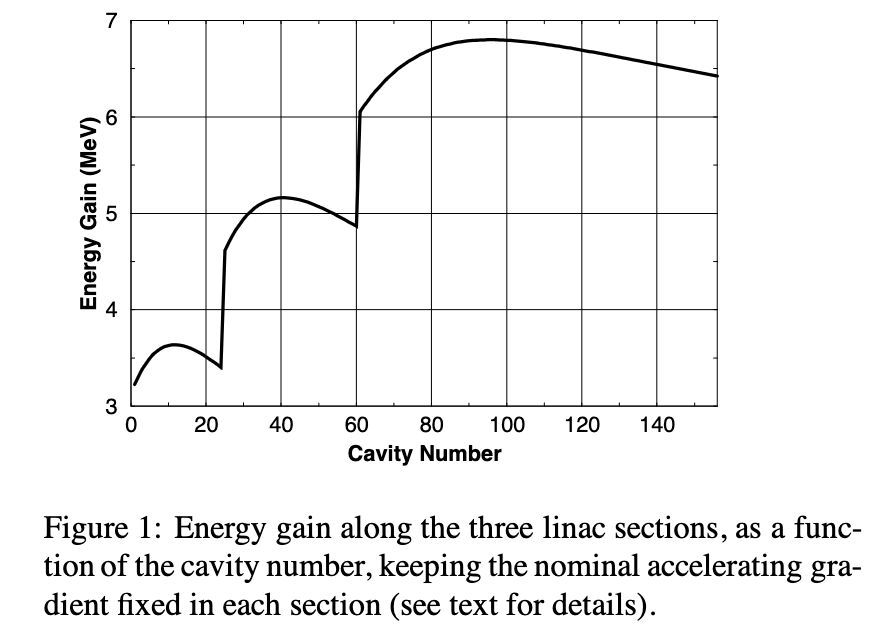 7
6
5
4
3
Energy Gain (MeV)
0 20 40 60 80 100 120 140
Cavity Number
Figure 1: Energy gain along the three linac sections, as a func-
tion of the cavity number, keeping the nominal accelerating gra-
dient fixed in each section (see text for details).